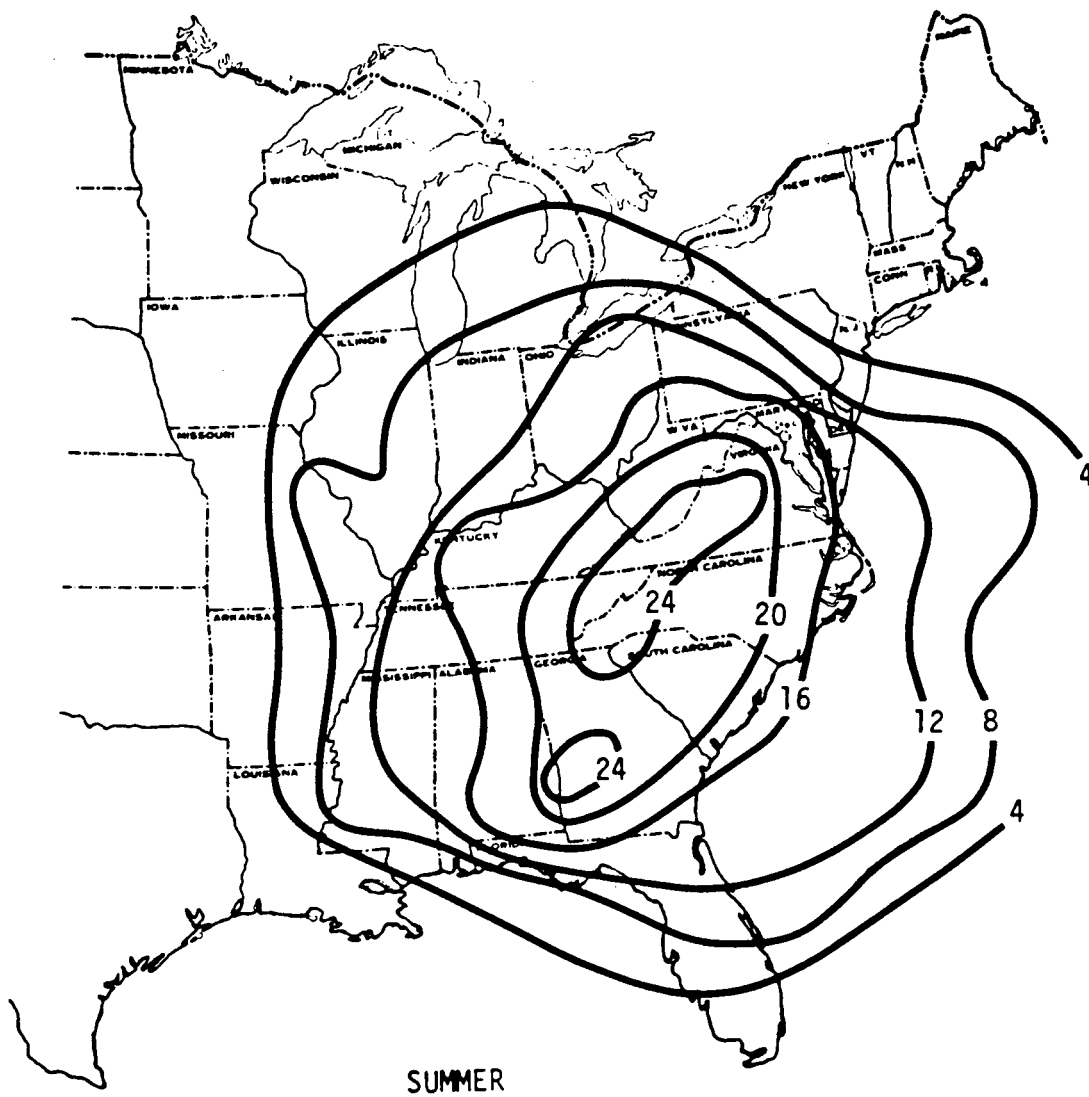 MAINE
MINNESOTA
MICHIGAN
VT
N H
WISCONSIN
NEW YORK
MASS
CONN
IOWA
ILLINOIS
PENNSYLVANIA
N J
INDIANA
OHIO
MISSOURI
W VA
VIRGINIA
4
KENTUCKY
NORTH CAROLINA
ARKANSAS
TENNESSEE
24
20
GEORGIA
SOUTH CAROLINA
MISSISSIPPI
ALABAMA
16
12
8
LOUISIANA
24
4
SUMMER